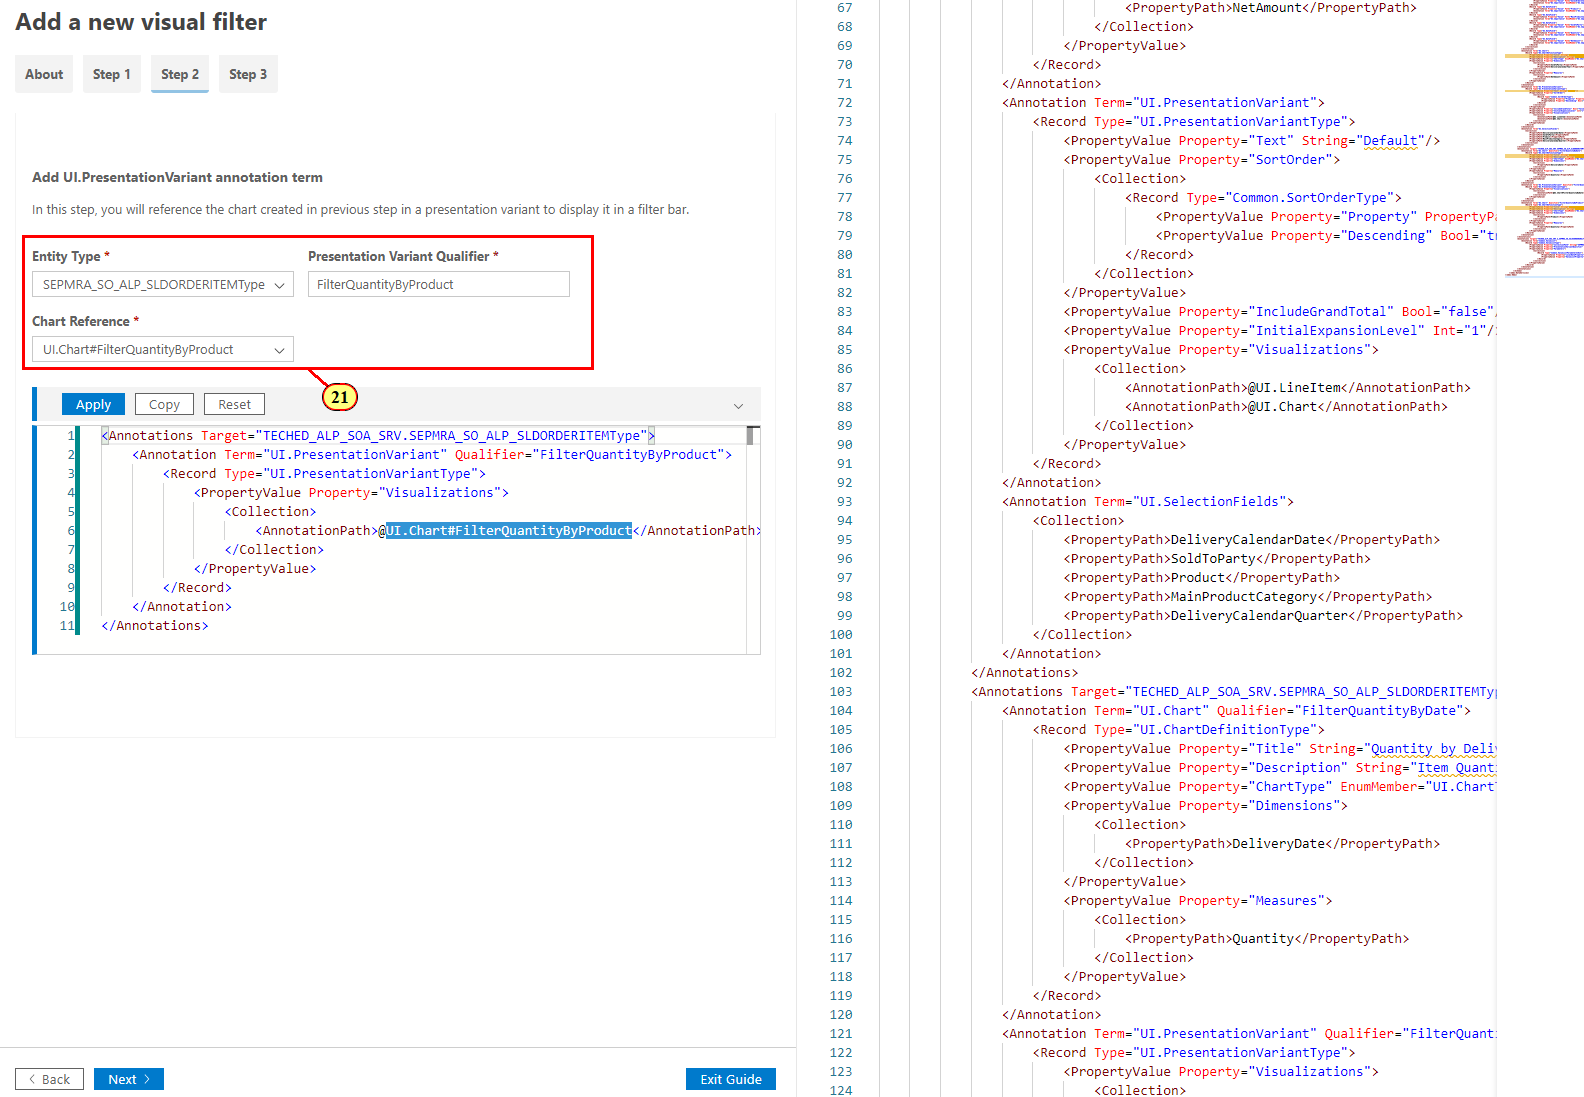 Add a new visual filter
About
Step 1
Step 2
Step 3
Add UI.PresentationVariant annotation term
In this step, you will reference the chart created in previous step in a presentation variant to display it in a filter bar.
Entity Type *
Presentation Variant Qualifier *
SEPMRA_SO_ALP_SLDORDERITEMType
FilterQuantityByProduct
Chart Reference *
UI.Chart#FilterQuantityByProduct
21
Apply
Copy
Reset
1 <Annotations Target="TECHED_ALP_SOA_SRV.SEPMRA_SO_ALP_SLDORDERITEMType">
2 <Annotation Term="UI.PresentationVariant" Qualifier="FilterQuantityByProduct">
3 <Record Type="UI.PresentationVariantType">
4 <PropertyValue Property="Visualizations">
5 <Collection>
6 <AnnotationPath>@UI.Chart#FilterQuantityByProduct</AnnotationPath>
7 </Collection>
8 </PropertyValue>
9 </Record>
10 </Annotation>
11 </Annotations>
< Back
Next >
Exit Guide
67 <PropertyPath>NetAmount</PropertyPath>
68 </Collection>
69 </PropertyValue>
70 </Record>
71 </Annotation>
72 <Annotation Term="UI.PresentationVariant">
73 <Record Type="UI.PresentationVariantType">
74 <PropertyValue Property="Text" String="Default"/>
75 <PropertyValue Property="SortOrder">
76 <Collection>
77 <Record Type="Common.SortOrderType">
78 <PropertyValue Property="Property" PropertyPa
79 <PropertyValue Property="Descending" Bool="tr
80 </Record>
81 </Collection>
82 </PropertyValue>
83 <PropertyValue Property="IncludeGrandTotal" Bool="false"/
84 <PropertyValue Property="InitialExpansionLevel" Int="1"/>
85 <PropertyValue Property="Visualizations">
86 <Collection>
87 <AnnotationPath>@UI.LineItem</AnnotationPath>
88 <AnnotationPath>@UI.Chart</AnnotationPath>
89 </Collection>
90 </PropertyValue>
91 </Record>
92 </Annotation>
93 <Annotation Term="UI.SelectionFields">
94 <Collection>
95 <PropertyPath>DeliveryCalendarDate</PropertyPath>
96 <PropertyPath>SoldToParty</PropertyPath>
97 <PropertyPath>Product</PropertyPath>
98 <PropertyPath>MainProductCategory</PropertyPath>
99 <PropertyPath>DeliveryCalendarQuarter</PropertyPath>
100 </Collection>
101 </Annotation>
102 </Annotations>
103 <Annotations Target="TECHED_ALP_SOA_SRV.SEPMRA_SO_ALP_SLDORDERITEMTyp
104 <Annotation Term="UI.Chart" Qualifier="FilterQuantityByDate">
105 <Record Type="UI.ChartDefinitionType">
106 <PropertyValue Property="Title" String="Quantity by Deliv
107 <PropertyValue Property="Description" String="Item Quanti
108 <PropertyValue Property="ChartType" EnumMember="UI.ChartT
109 <PropertyValue Property="Dimensions">
110 <Collection>
111 <PropertyPath>DeliveryDate</PropertyPath>
112 </Collection>
113 </PropertyValue>
114 <PropertyValue Property="Measures">
115 <Collection>
116 <PropertyPath>Quantity</PropertyPath>
117 </Collection>
118 </PropertyValue>
119 </Record>
120 </Annotation>
121 <Annotation Term="UI.PresentationVariant" Qualifier="FilterQuanti
122 <Record Type="UI.PresentationVariantType">
123 <PropertyValue Property="Visualizations">
124 <Collection>